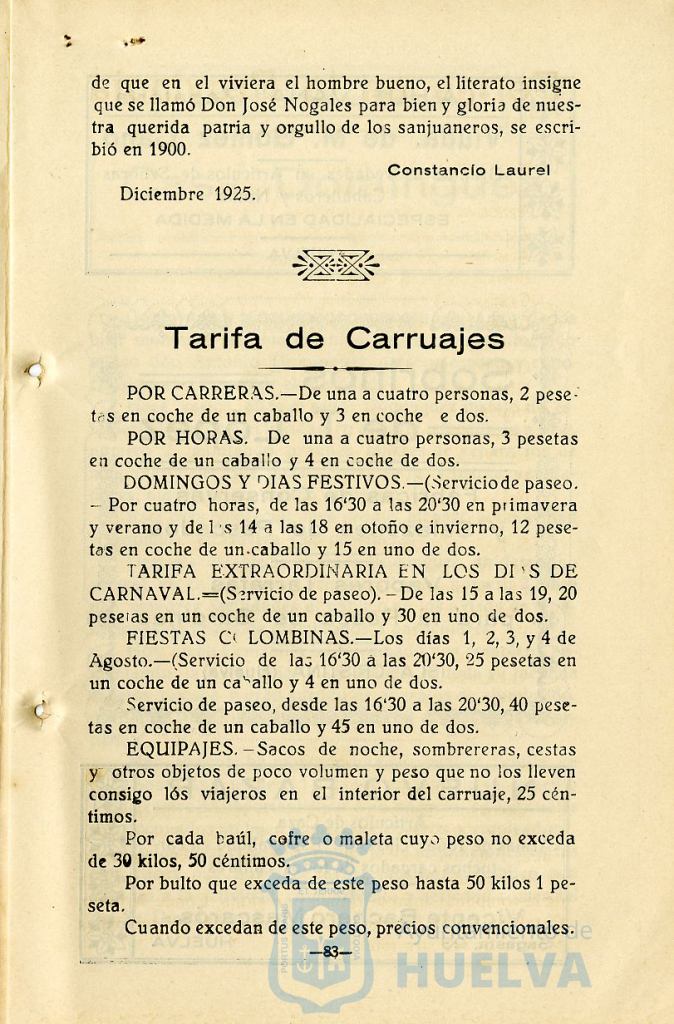 de que en el viviera el hombre bueno, el literato insigne
que se llamó Don José Nogales para bien y gloria de nues-
tra querida patria y orgullo de los sanjuaneros, se escri-
bió en 1900.
Constancio Laurel
Diciembre 1925.
Tarifa de Carruajes
POR CARRERAS.—De una a cuatro personas, 2 pese-
tas en coche de un caballo y 3 en coche e dos.
POR HORAS. De una a cuatro personas, 3 pesetas
en coche de un caballo y 4 en coche de dos.
DOMINGOS Y DIAS FESTIVOS.—(Servicio de paseo.
- Por cuatro horas, de las 16'30 a las 20'30 en primavera
y verano y de l s 14 a las 18 en otoño e invierno, 12 pese-
tas en coche de un caballo y 15 en uno de dos.
TARIFA EXTRAORDINARIA EN LOS DI S DE
CARNAVAL.=(Servicio de paseo). - De las 15 a las 19, 20
pesetas en un coche de un caballo y 30 en uno de dos.
FIESTAS C LOMBINAS.—Los días 1, 2, 3, y 4 de
Agosto.—(Servicio de las 16'30 a las 20'30, 25 pesetas en
un coche de un caballo y 4 en uno de dos.
Servicio de paseo, desde las 16'30 a las 20'30, 40 pese-
tas en coche de un caballo y 45 en uno de dos.
EQUIPAJES. - Sacos de noche, sombrereras, cestas
y otros objetos de poco volumen y peso que no los lleven
consigo lós viajeros en el interior del carruaje, 25 cén-
timos.
Por cada baúl, cofre o maleta cuyo peso no exceda
de 30 kilos, 50 céntimos.
Por bulto que exceda de este peso hasta 50 kilos 1 pe-
seta.
Cuando excedan de este peso, precios convencionales.
—83—
Ayuntamiento de
HUELVA